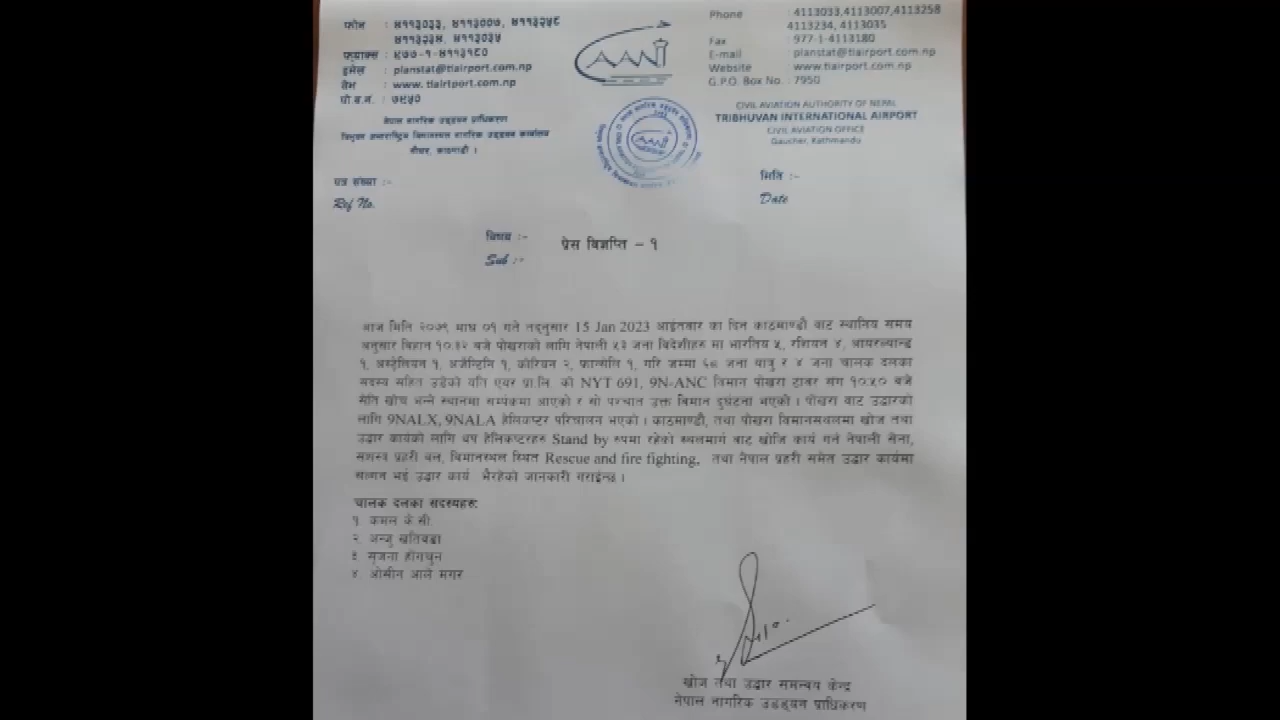 फोन : ४११३०३३, ४११३००७, ४११३२५८
४११३२३४, ४११३०३५
फ्याक्स : ९७७-१-४११३१८०
इमेल : planstat@tiairport.com.np
वेभ : www. tiairtport.com.np
पो.ब.नं. : ७९५०
नेपाल नागरिक उड्डयन प्राधिकरण
त्रिभुवन अन्तर्राष्ट्रिय विमानस्थल नागरिक उड्डयन कार्यालय
गौचर, काठमाडौं ।
AANI
Phone : 4113033,4113007,4113258
4113234, 4113035
Fax : 977-1-4113180
E-mail : planstat@tiairport.com.np
Website : www.tiairport.com.np
G.P.O. Box No. : 7950
CIVIL AVIATION AUTHORITY OF NEPAL
TRIBHUVAN INTERNATIONAL AIRPORT
CIVIL AVIATION OFFICE
Gaucher, Kathmandu
पत्र संख्या :-
Ref No.
मिति :-
Date
विषय :- प्रेस विज्ञप्ति – १
Sub :-
आज मिति २०७९ माघ ०१ गते तद्नुसार 15 Jan 2023 आईतवार का दिन काठमाण्डौ बाट स्थानिय समय
अनुसार बिहान १०.३२ बजे पोखराको लागि नेपाली ५३ जना विदेशीहरु मा भारतिय ५, रशियन ४, आयरल्याण्ड
१, अस्ट्रेलियन १, अर्जेन्टिनि १, कोरियन २, फ्रान्सेलि १, गरि जम्मा ६८ जना यात्रु र ४ जना चालक दलका
सदस्य सहित उडेको यति एयर प्रा.लि. को NYT 691, 9N-ANC विमान पोखरा टावर संग १०.५० बजे
सेति खोच भन्ने स्थानमा सम्पर्कमा आएको र सो पश्चात उक्त विमान दुर्घटना भएको । पोखरा बाट उद्धारको
लागि 9NALX, 9NALA हेलिकप्टर परिचालन भएको । काठमाण्डौ, तथा पोखरा विमानस्थलमा खोज तथा
उद्धार कार्यको लागि थप हेलिकप्टरहरु Stand by रुपमा रहेको स्थलमार्ग बाट खोजि कार्य गर्न नेपाली सेना,
सशस्त्र प्रहरी बल, विमानस्थल स्थित Rescue and fire fighting, तथा नेपाल प्रहरी समेत उद्धार कार्यमा
संलग्न भई उद्धार कार्य भैरहेको जानकारी गराईन्छ ।
चालक दलका सदस्यहरु:
१. कमल के.सी.
२. अन्जु खतिवडा
३. सृजना हाेगचुन
४. ओसीन आले मगर
खोज तथा उद्धार समन्वय केन्द्र
नेपाल नागरिक उड्डयन प्राधिकरण